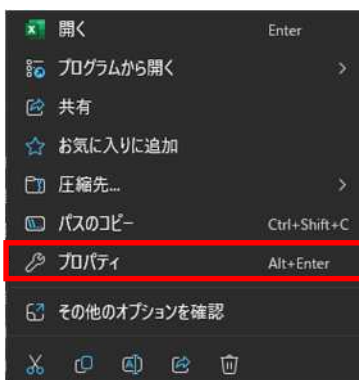 開く Enter
プログラムから開く
共有
お気に入りに追加
圧縮先...
パスのコピー Ctrl+Shift+C
プロパティ Alt+Enter
その他のオプションを確認